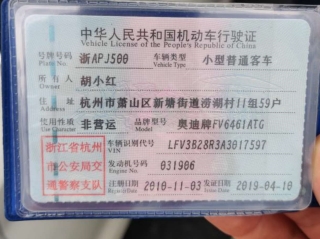 中华人民共和国机动车行驶证
Vehicle License of the People's Republic of China
号牌号码 浙APJ500 车辆类型 小型普通客车
Plate No. Vehicle Type
所有人 胡小红
Owner
住址 杭州市萧山区新塘街道涝湖村11组59户
Address
使用性质 非营运 品牌型号 奥迪牌FV6461ATG
Use Character Model
浙江省杭州 车辆识别代号 LFV3B28R3A3017597
VIN
市公安局交 发动机号码 031906
Engine No.
通警察支队 注册日期 2010-11-03 发证日期 2019-04-10
Register Date Issue Date